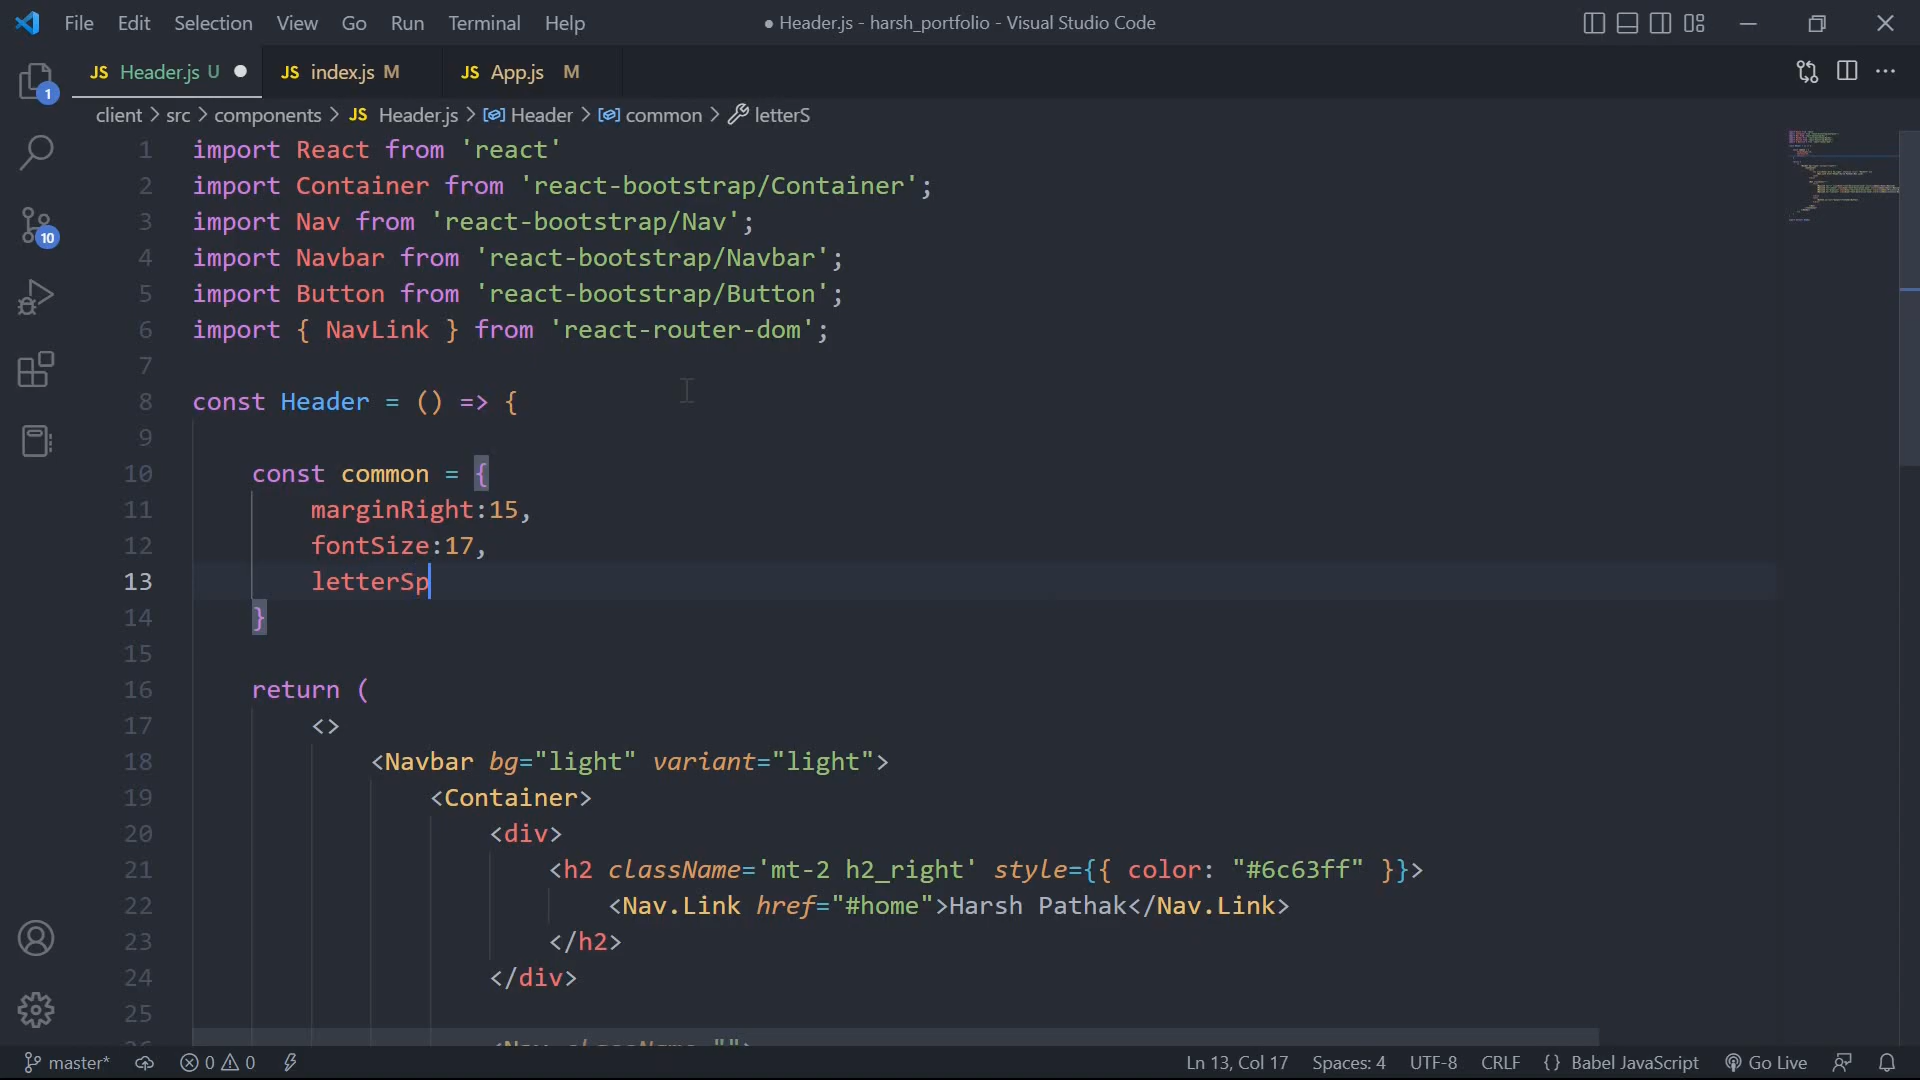 File Edit Selection View Go Run Terminal Help ● Header.js - harsh_portfolio - Visual Studio Code
JS Header.js U ● JS index.js M JS App.js M
1
client > src > components > JS Header.js > Header > common > letterS
1 import React from 'react'
2 import Container from 'react-bootstrap/Container';
3 import Nav from 'react-bootstrap/Nav';
10
4 import Navbar from 'react-bootstrap/Navbar';
5 import Button from 'react-bootstrap/Button';
6 import { NavLink } from 'react-router-dom';
7
8 const Header = () => {
9
10 const common = {
11 marginRight:15,
12 fontSize:17,
13 letterSp
14 }
15
16 return (
17 <>
18 <Navbar bg="light" variant="light">
19 <Container>
20 <div>
21 <h2 className='mt-2 h2_right' style={{ color: "#6c63ff" }}>
22 <Nav.Link href="#home">Harsh Pathak</Nav.Link>
23 </h2>
24 </div>
25
26 <Nav className="">
master* 0 0 Ln 13, Col 17 Spaces: 4 UTF-8 CRLF {} Babel JavaScript Go Live